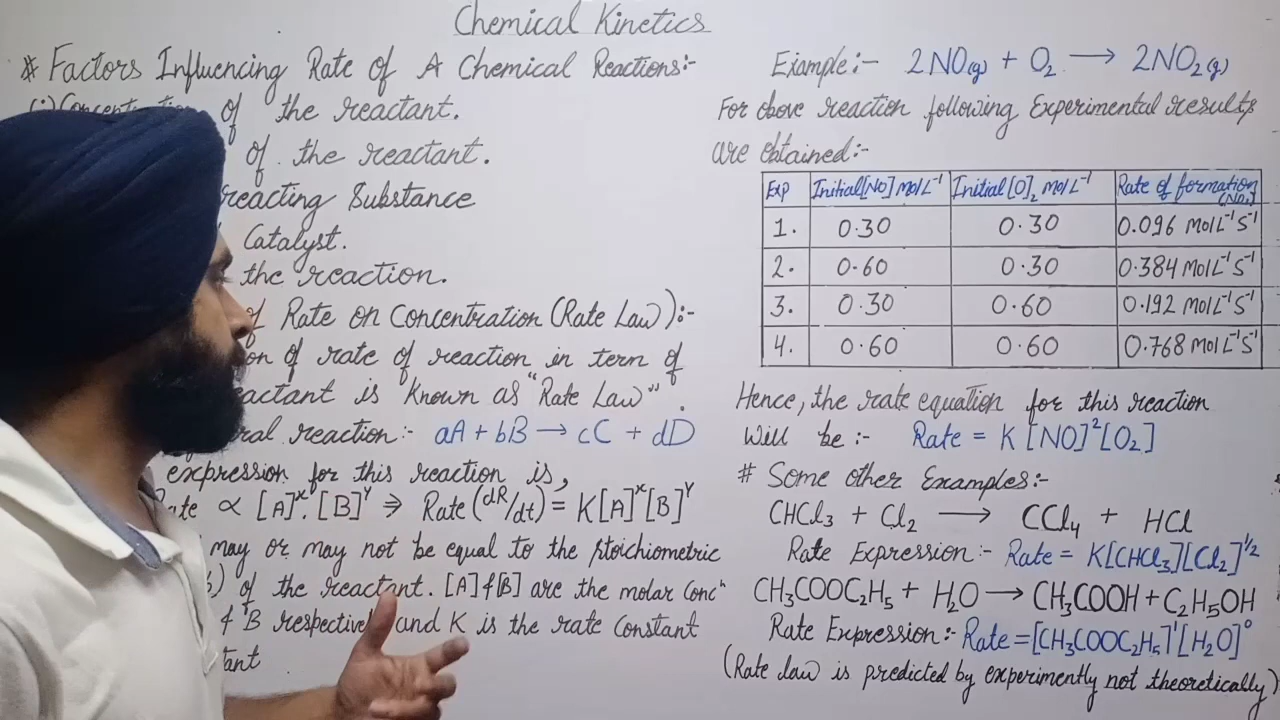 Chemical Kinetics
# Factors Influencing Rate of A Chemical Reactions:-
(i) Concentration of the reactant.
of the reactant.
reacting Substance
Catalyst.
the reaction.
of Rate on Concentration (Rate Law):-
on of rate of reaction in term of
actant is known as "Rate Law".
ral reaction:- aA + bB → cC + dD
expression for this reaction is,
ate ∝ [A]ˣ. [B]ʸ ⇒ Rate (dR/dt) = K[A]ˣ[B]ʸ
may or may not be equal to the stoichiometric
of the reactant. [A] & [B] are the molar Concⁿ
& B respectively and K is the rate Constant
tant
Example:- 2NO(g) + O₂ → 2NO₂(g)
For above reaction following Experimental results
are obtained:-
Exp Initial [NO] mol L⁻¹ Initial [O]₂ mol L⁻¹ Rate of formation (NO₂)
1. 0.30 0.30 0.096 Mol L⁻¹ S⁻¹
2. 0.60 0.30 0.384 Mol L⁻¹ S⁻¹
3. 0.30 0.60 0.192 Mol L⁻¹ S⁻¹
4. 0.60 0.60 0.768 Mol L⁻¹ S⁻¹
Hence, the rate equation for this reaction
Will be:- Rate = K [NO]² [O₂]
# Some other Examples:-
CHCl₃ + Cl₂ → CCl₄ + HCl
Rate Expression:- Rate = K[CHCl₃][Cl₂]^1/2
CH₃COOC₂H₅ + H₂O → CH₃COOH + C₂H₅OH
Rate Expression:- Rate = [CH₃COOC₂H₅]¹ [H₂O]⁰
(Rate law is predicted by experimently not theoretically)